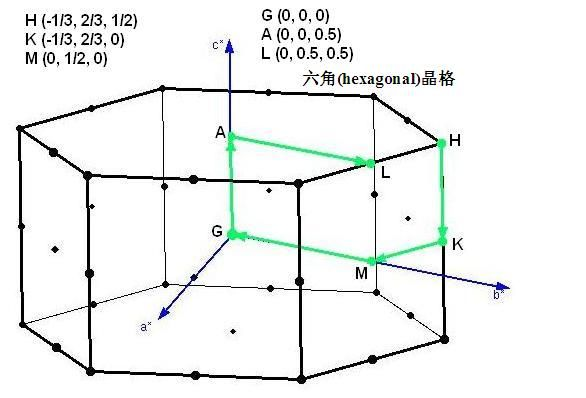 H (-1/3, 2/3, 1/2)
K (-1/3, 2/3, 0)
M (0, 1/2, 0)
G (0, 0, 0)
A (0, 0, 0.5)
L (0, 0.5, 0.5)
六角(hexagonal)晶格
c*
A
H
L
G
K
M
b*
a*